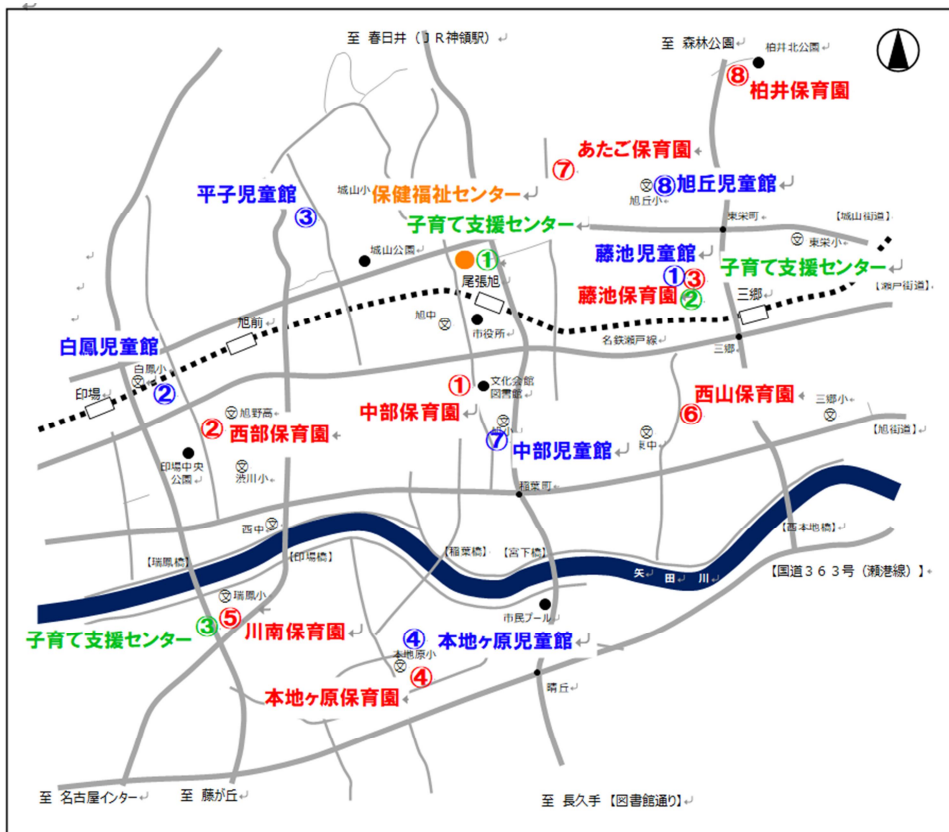 至 春日井（ＪＲ神領駅）
至 森林公園
柏井北公園
⑧
柏井保育園
あたご保育園
⑦
平子児童館
③
城山小
保健福祉センター
⑧旭丘児童館
旭丘小
子育て支援センター
東栄町
【城山街道】
東栄小
城山公園
①
尾張旭
藤池児童館
①③
藤池保育園
②
子育て支援センター
三郷
【瀬戸街道】
旭前
旭中
市役所
名鉄瀬戸線
三郷
白鳳児童館
白鳳小
印場
②
①
文化会館
図書館
中部保育園
西山保育園
⑥
三郷小
②
旭野高
西部保育園
⑦
中部児童館
【旭街道】
印場中央
公園
渋川小
稲葉町
西中
【瑞鳳橋】
【印場橋】
【稲葉橋】
【宮下橋】
【西本地橋】
矢 田 川
【国道３６３号（瀬港線）】
瑞鳳小
市民プール
子育て支援センター
③
⑤
川南保育園
④
本地ヶ原児童館
本地原小
④
本地ヶ原保育園
晴丘
至 名古屋インター
至 藤が丘
至 長久手 【図書館通り】